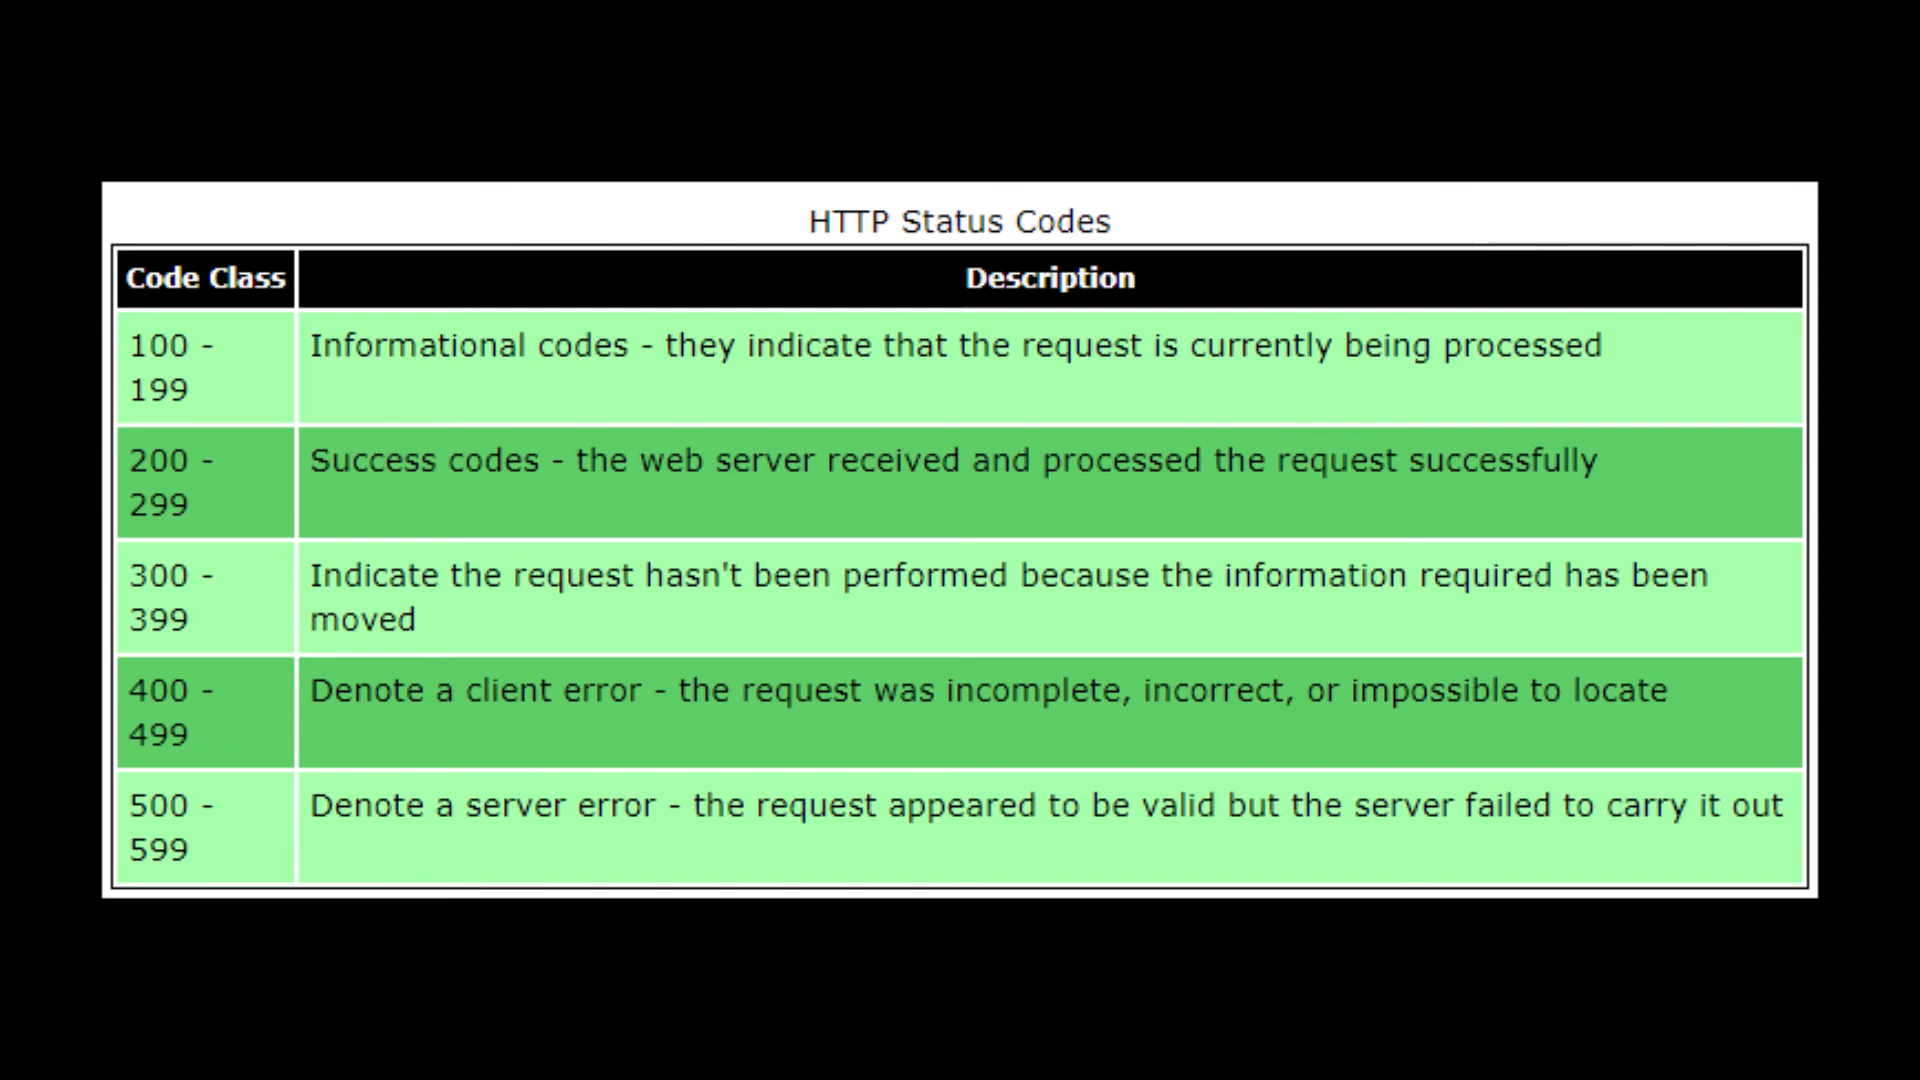 HTTP Status Codes
Code Class Description
100 - Informational codes - they indicate that the request is currently being processed
199
200 - Success codes - the web server received and processed the request successfully
299
300 - Indicate the request hasn't been performed because the information required has been
399 moved
400 - Denote a client error - the request was incomplete, incorrect, or impossible to locate
499
500 - Denote a server error - the request appeared to be valid but the server failed to carry it out
599